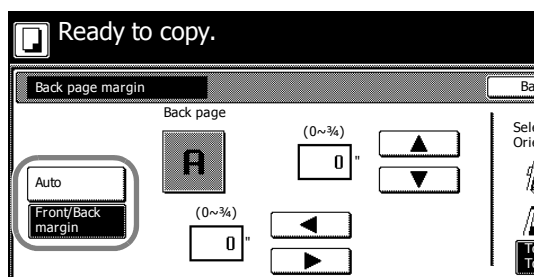 Ready to copy.
Back page margin
Back page
A
(0~¾)
0 "
Auto
Front/Back
margin
(0~¾)
0 "